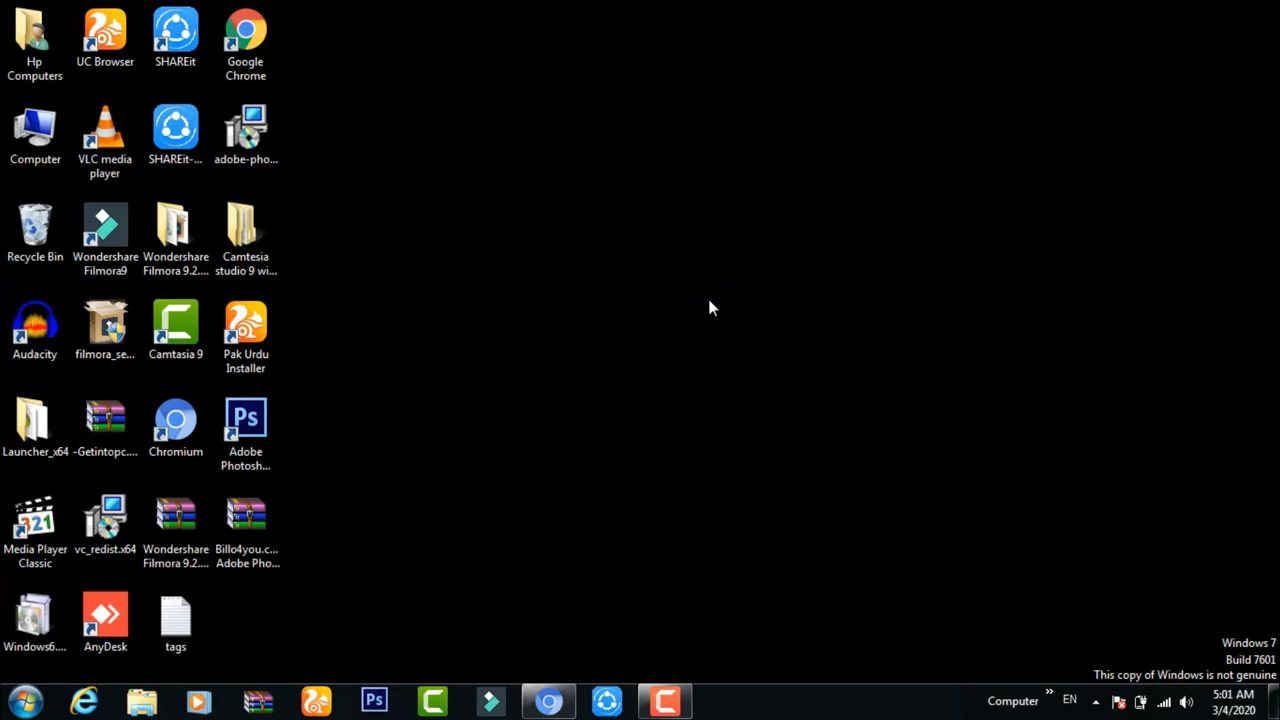 Hp
Computers
UC Browser
SHAREit
Google
Chrome
Computer
VLC media
player
SHAREit-...
adobe-pho...
Recycle Bin
Wondershare
Filmora9
Wondershare
Filmora 9.2....
Camtesia
studio 9 wi...
Audacity
filmora_se...
Camtasia 9
Pak Urdu
Installer
Launcher_x64
-Getintopc....
Chromium
Ps
Adobe
Photosh...
321
Media Player
Classic
vc_redist.x64
Wondershare
Filmora 9.2....
Billo4you.c...
Adobe Pho...
Windows6....
AnyDesk
tags
Windows 7
Build 7601
This copy of Windows is not genuine
Ps
Computer
»
EN
5:01 AM
3/4/2020